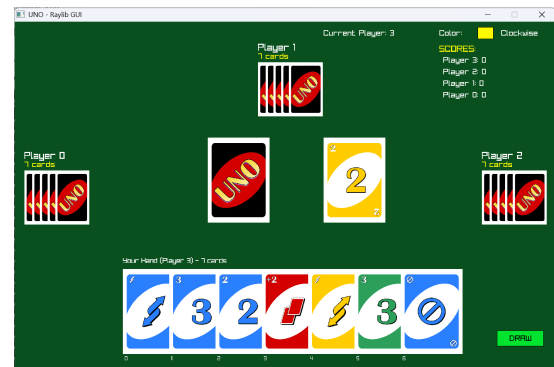 UNO - Raylib GUI
Current Player: 3
Color:
Clockwise
Player 1
7 cards
SCORES
Player 3: 0
Player 2: 0
Player 1: 0
Player 0: 0
UNO
Player 0
7 cards
UNO
UNO
2
2
2
Player 2
7 cards
UNO
Your Hand (Player 3) - 7 cards
3
2
+2
3
3
2
3
0
1
2
3
4
5
6
DRAW